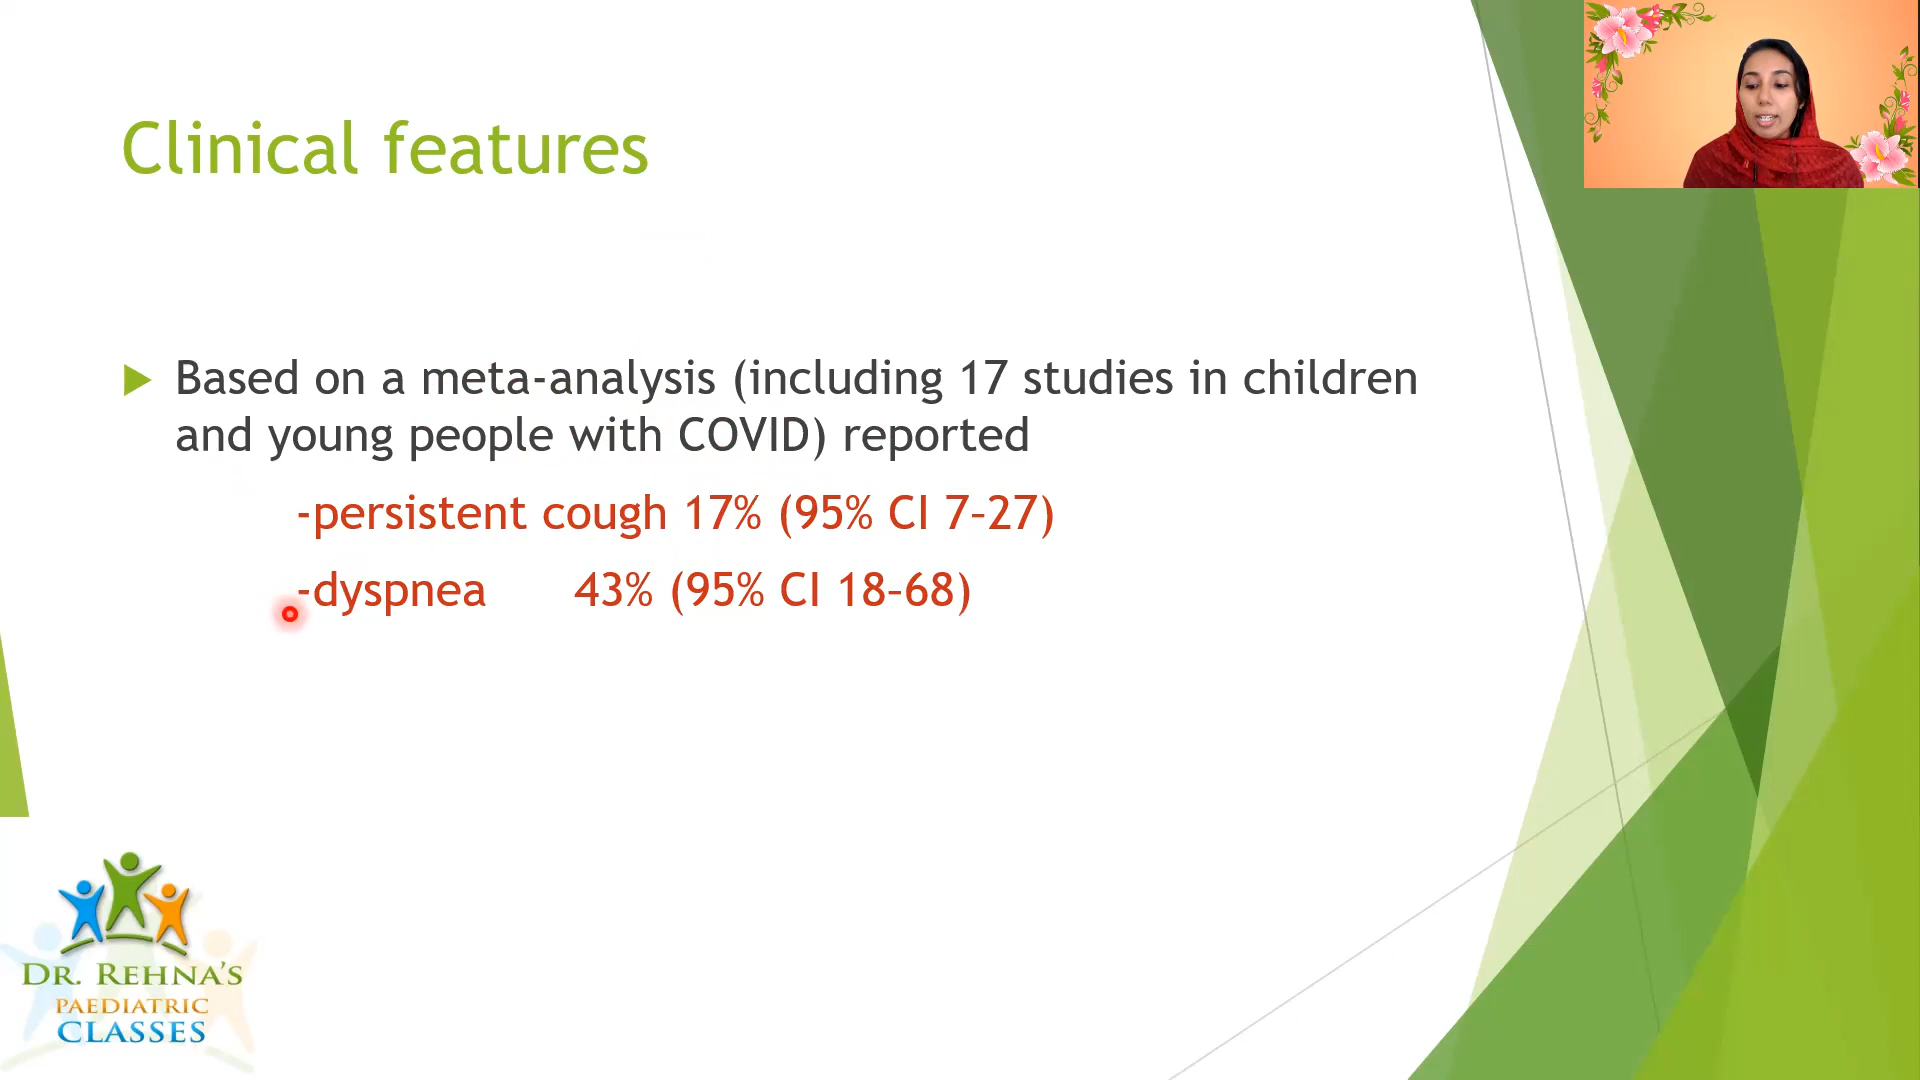 Clinical features
Based on a meta-analysis (including 17 studies in children
and young people with COVID) reported
-persistent cough 17% (95% CI 7–27)
-dyspnea 43% (95% CI 18–68)
DR. REHNA'S
PAEDIATRIC
CLASSES